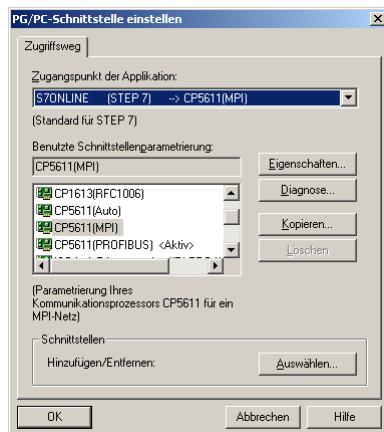 PG/PC-Schnittstelle einstellen
Zugriffsweg
Zugangspunkt der Applikation:
S7ONLINE (STEP 7) --> CP5611(MPI)
(Standard für STEP 7)
Benutzte Schnittstellenparametrierung:
CP5611(MPI)
Eigenschaften...
CP1613(RFC1006)
Diagnose...
CP5611(Auto)
CP5611(MPI)
Kopieren...
CP5611(PROFIBUS) <Aktiv>
Löschen
(Parametrierung Ihres
Kommunikationsprozessors CP5611 für ein
MPI-Netz)
Schnittstellen
Hinzufügen/Entfernen:
Auswählen...
OK
Abbrechen
Hilfe